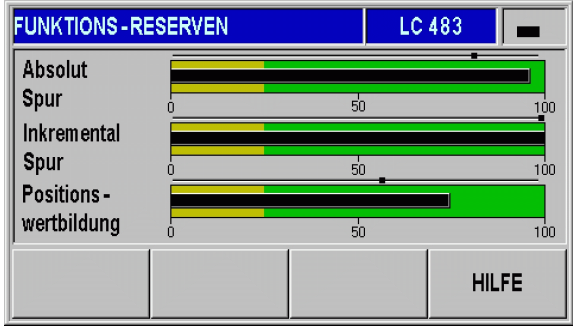 FUNKTIONS-RESERVEN LC 483
Absolut
Spur
0 50 100
Inkremental
Spur
0 50 100
Positions-
wertbildung
0 50 100
HILFE